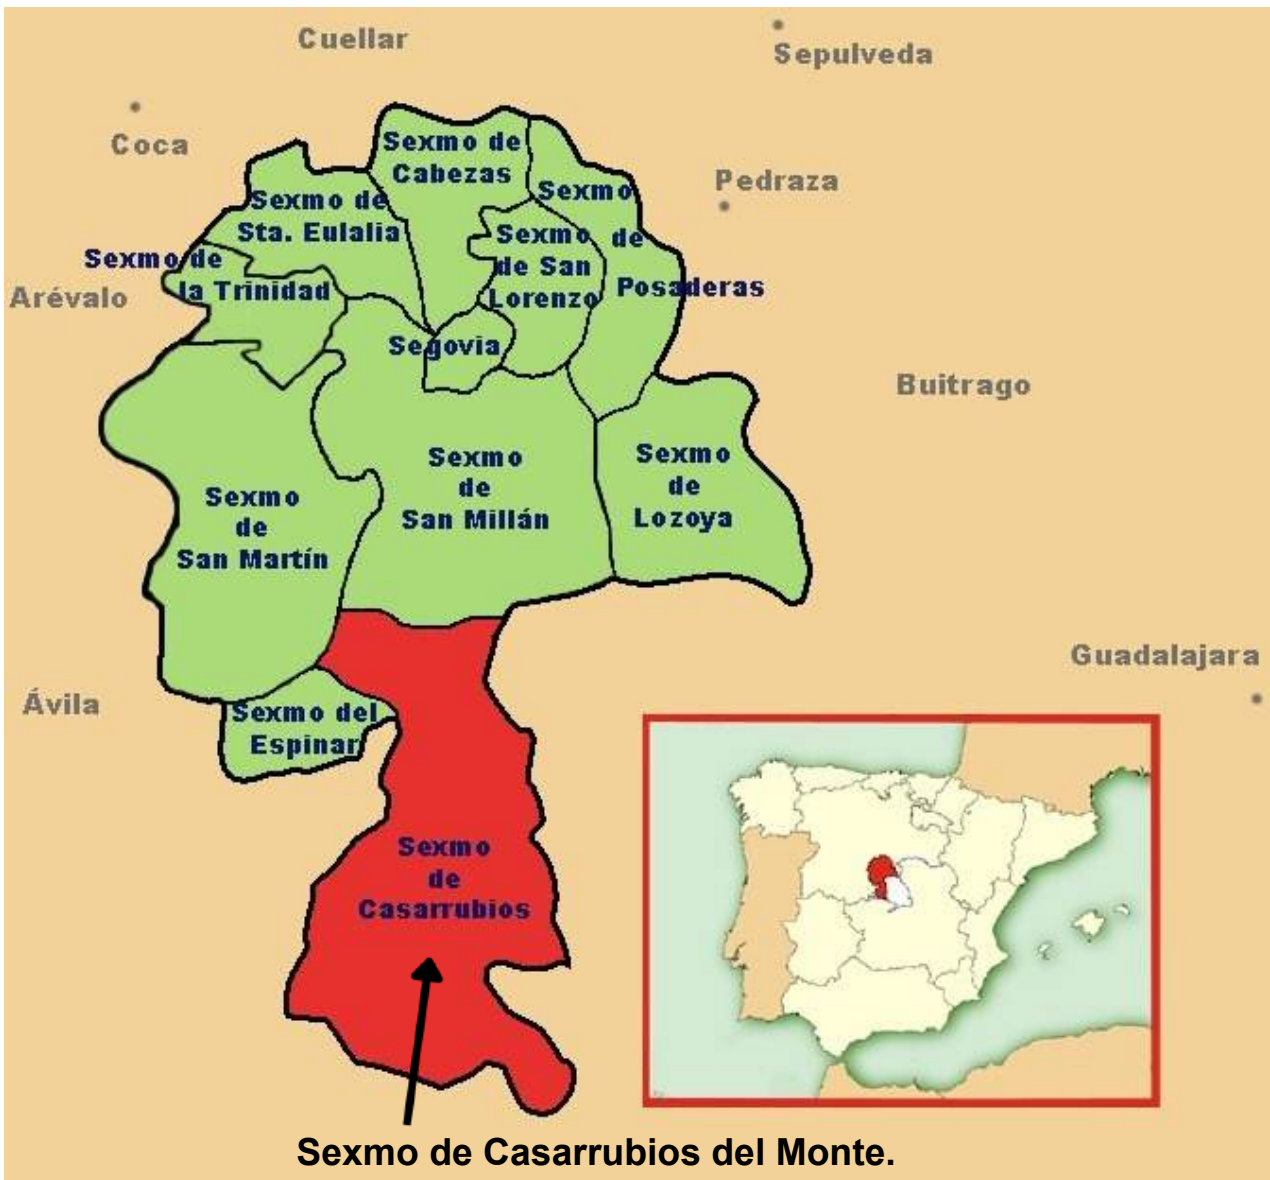 Cuellar
Sepulveda
Coca
Sexmo de
Cabezas
Pedraza
Sexmo
de
Posaderas
Sexmo de
Sta. Eulalia
Sexmo
de San
Lorenzo
Sexmo de
la Trinidad
Arévalo
Segovia
Buitrago
Sexmo
de
San Millán
Sexmo
de
Lozoya
Sexmo
de
San Martín
Guadalajara
Ávila
Sexmo del
Espinar
Sexmo
de
Casarrubios
Sexmo de Casarrubios del Monte.